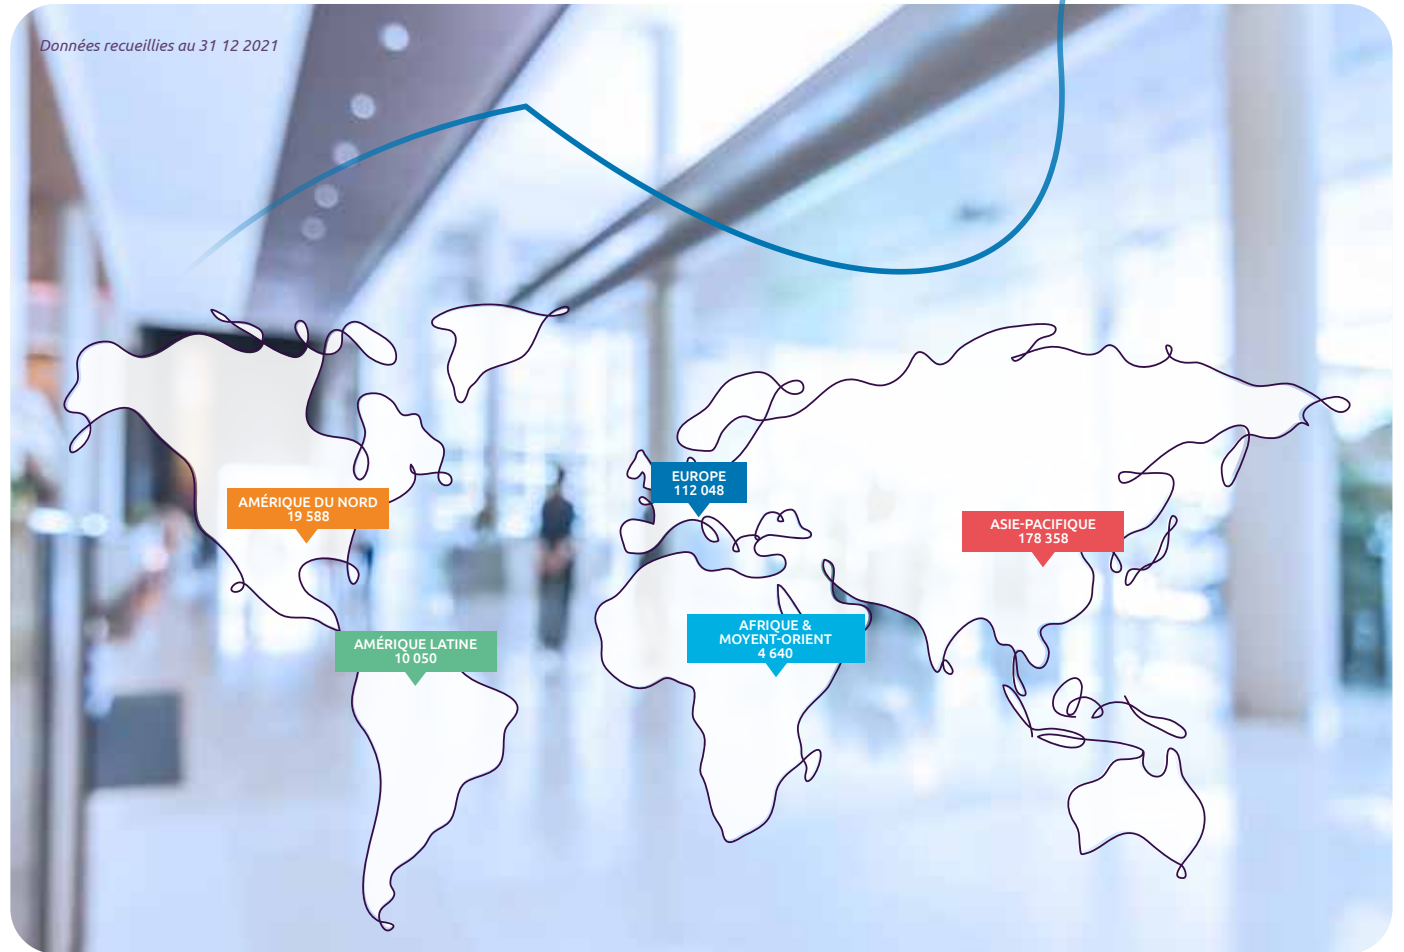 Données recueillies au 31 12 2021
EUROPE
112 048
AMÉRIQUE DU NORD
19 588
ASIE-PACIFIQUE
178 358
AFRIQUE &
MOYENT-ORIENT
4 640
AMÉRIQUE LATINE
10 050